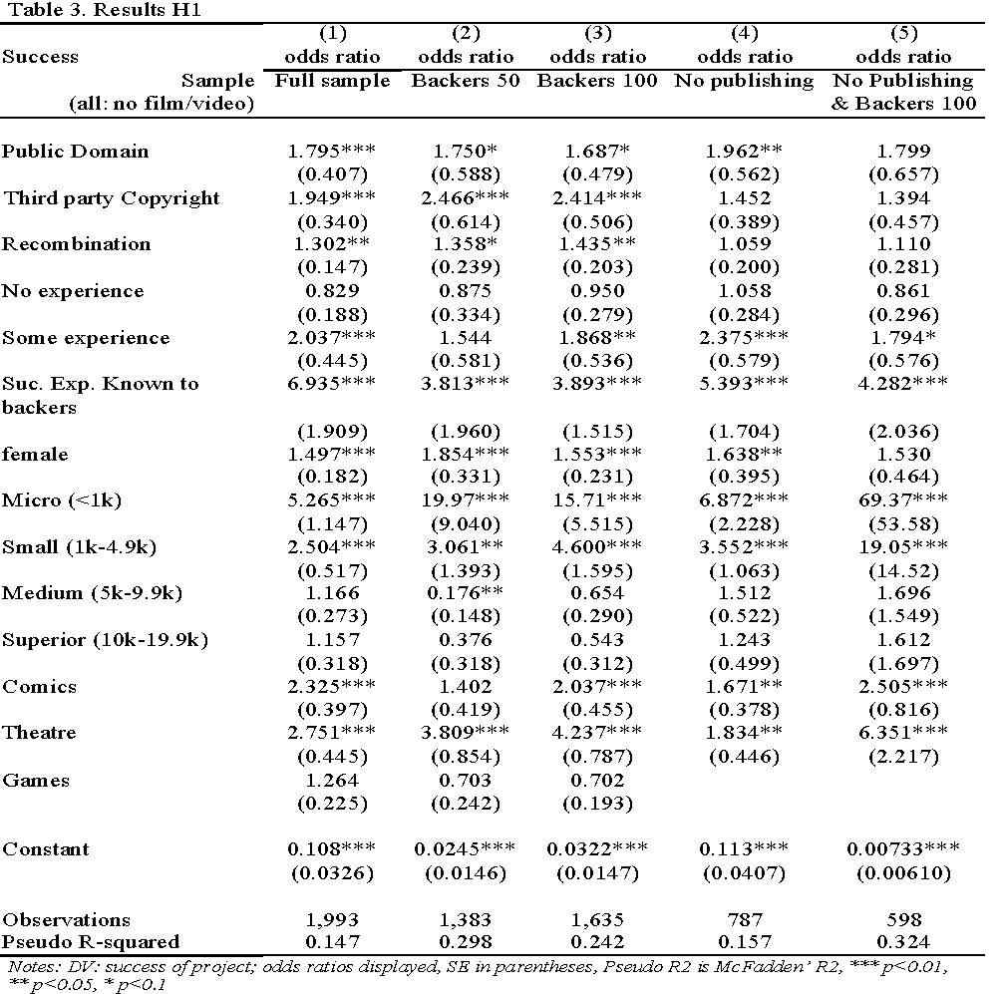 Table 3. Results H1
(1) (2) (3) (4) (5)
Success odds ratio odds ratio odds ratio odds ratio odds ratio
Sample Full sample Backers 50 Backers 100 No publishing No Publishing
(all: no film/video) & Backers 100
Public Domain 1.795*** 1.750* 1.687* 1.962** 1.799
(0.407) (0.588) (0.479) (0.562) (0.657)
Third party Copyright 1.949*** 2.466*** 2.414*** 1.452 1.394
(0.340) (0.614) (0.506) (0.389) (0.457)
Recombination 1.302** 1.358* 1.435** 1.059 1.110
(0.147) (0.239) (0.203) (0.200) (0.281)
No experience 0.829 0.875 0.950 1.058 0.861
(0.188) (0.334) (0.279) (0.284) (0.296)
Some experience 2.037*** 1.544 1.868** 2.375*** 1.794*
(0.445) (0.581) (0.536) (0.579) (0.576)
Suc. Exp. Known to 6.935*** 3.813*** 3.893*** 5.393*** 4.282***
backers
(1.909) (1.960) (1.515) (1.704) (2.036)
female 1.497*** 1.854*** 1.553*** 1.638** 1.530
(0.182) (0.331) (0.231) (0.395) (0.464)
Micro (<1k) 5.265*** 19.97*** 15.71*** 6.872*** 69.37***
(1.147) (9.040) (5.515) (2.228) (53.58)
Small (1k-4.9k) 2.504*** 3.061** 4.600*** 3.552*** 19.05***
(0.517) (1.393) (1.595) (1.063) (14.52)
Medium (5k-9.9k) 1.166 0.176** 0.654 1.512 1.696
(0.273) (0.148) (0.290) (0.522) (1.549)
Superior (10k-19.9k) 1.157 0.376 0.543 1.243 1.612
(0.318) (0.318) (0.312) (0.499) (1.697)
Comics 2.325*** 1.402 2.037*** 1.671** 2.505***
(0.397) (0.419) (0.455) (0.378) (0.816)
Theatre 2.751*** 3.809*** 4.237*** 1.834** 6.351***
(0.445) (0.854) (0.787) (0.446) (2.217)
Games 1.264 0.703 0.702
(0.225) (0.242) (0.193)
Constant 0.108*** 0.0245*** 0.0322*** 0.113*** 0.00733***
(0.0326) (0.0146) (0.0147) (0.0407) (0.00610)
Observations 1,993 1,383 1,635 787 598
Pseudo R-squared 0.147 0.298 0.242 0.157 0.324
Notes: DV: success of project; odds ratios displayed, SE in parentheses, Pseudo R2 is McFadden' R2, *** p<0.01,
** p<0.05, * p<0.1